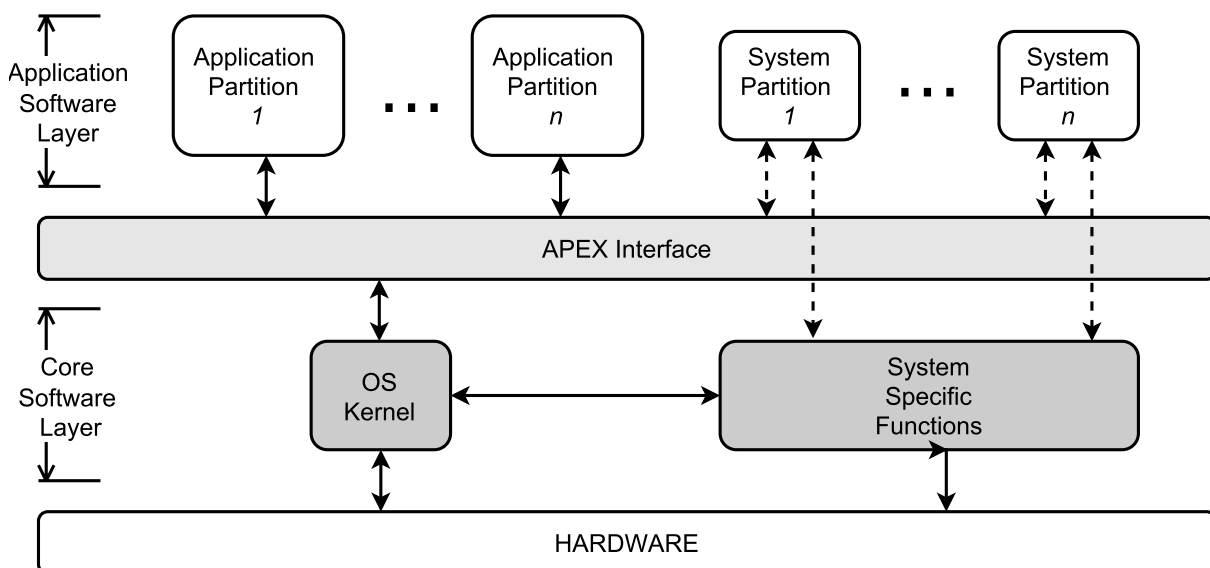 Application
Software
Layer
Application
Partition
1
...
Application
Partition
n
System
Partition
1
...
System
Partition
n
APEX Interface
Core
Software
Layer
OS
Kernel
System
Specific
Functions
HARDWARE